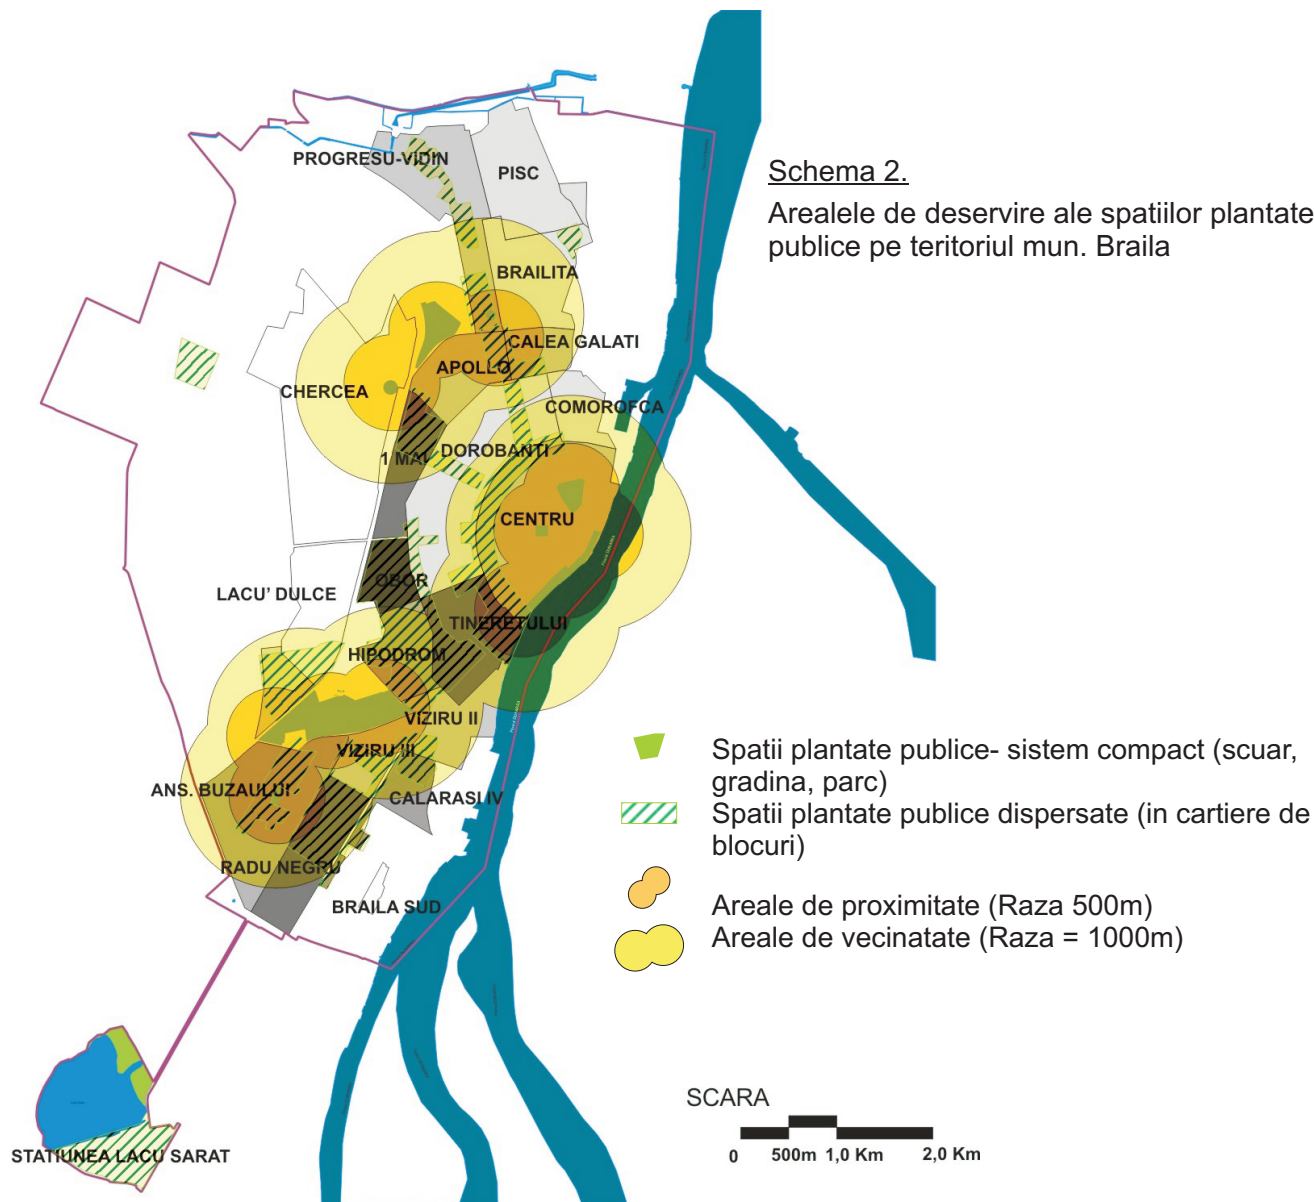 PROGRESU-VIDIN
PISC
Schema 2.
Arealele de deservire ale spatiilor plantate
publice pe teritoriul mun. Braila
BRAILITA
CALEA GALATI
APOLLO
CHERCEA
COMOROFCA
DOROBANTI
1 MAI
CENTRU
OBOR
LACU' DULCE
TINERETULUI
HIPODROM
VIZIRU II
VIZIRU III
ANS. BUZAULUI
CALARASI IV
RADU NEGRU
BRAILA SUD
Spatii plantate publice- sistem compact (scuar,
gradina, parc)
Spatii plantate publice dispersate (in cartiere de
blocuri)
Areale de proximitate (Raza 500m)
Areale de vecinatate (Raza = 1000m)
SCARA
0 500m 1,0 Km 2,0 Km
STATIUNEA LACU SARAT